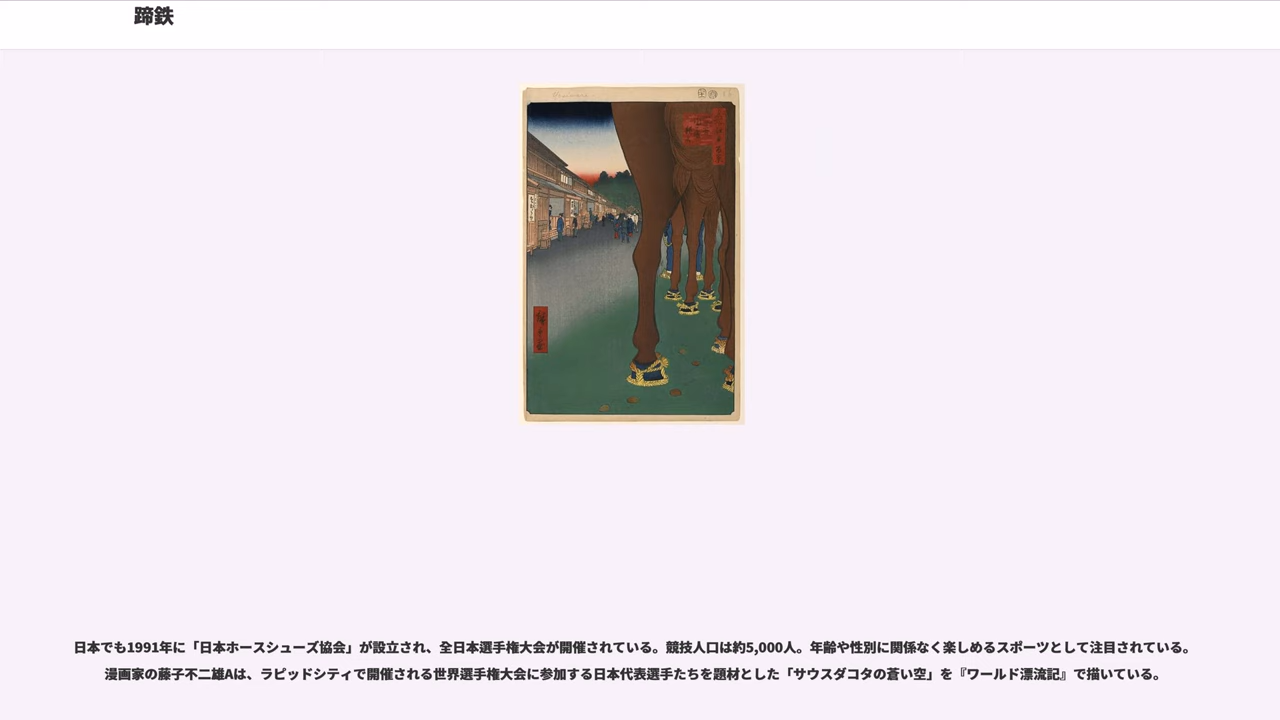 蹄鉄
日本でも1991年に「日本ホースシューズ協会」が設立され、全日本選手権大会が開催されている。競技人口は約5,000人。年齢や性別に関係なく楽しめるスポーツとして注目されている。
漫画家の藤子不二雄Aは、ラピッドシティで開催される世界選手権大会に参加する日本代表選手たちを題材とした「サウスダコタの蒼い空」を『ワールド漂流記』で描いている。